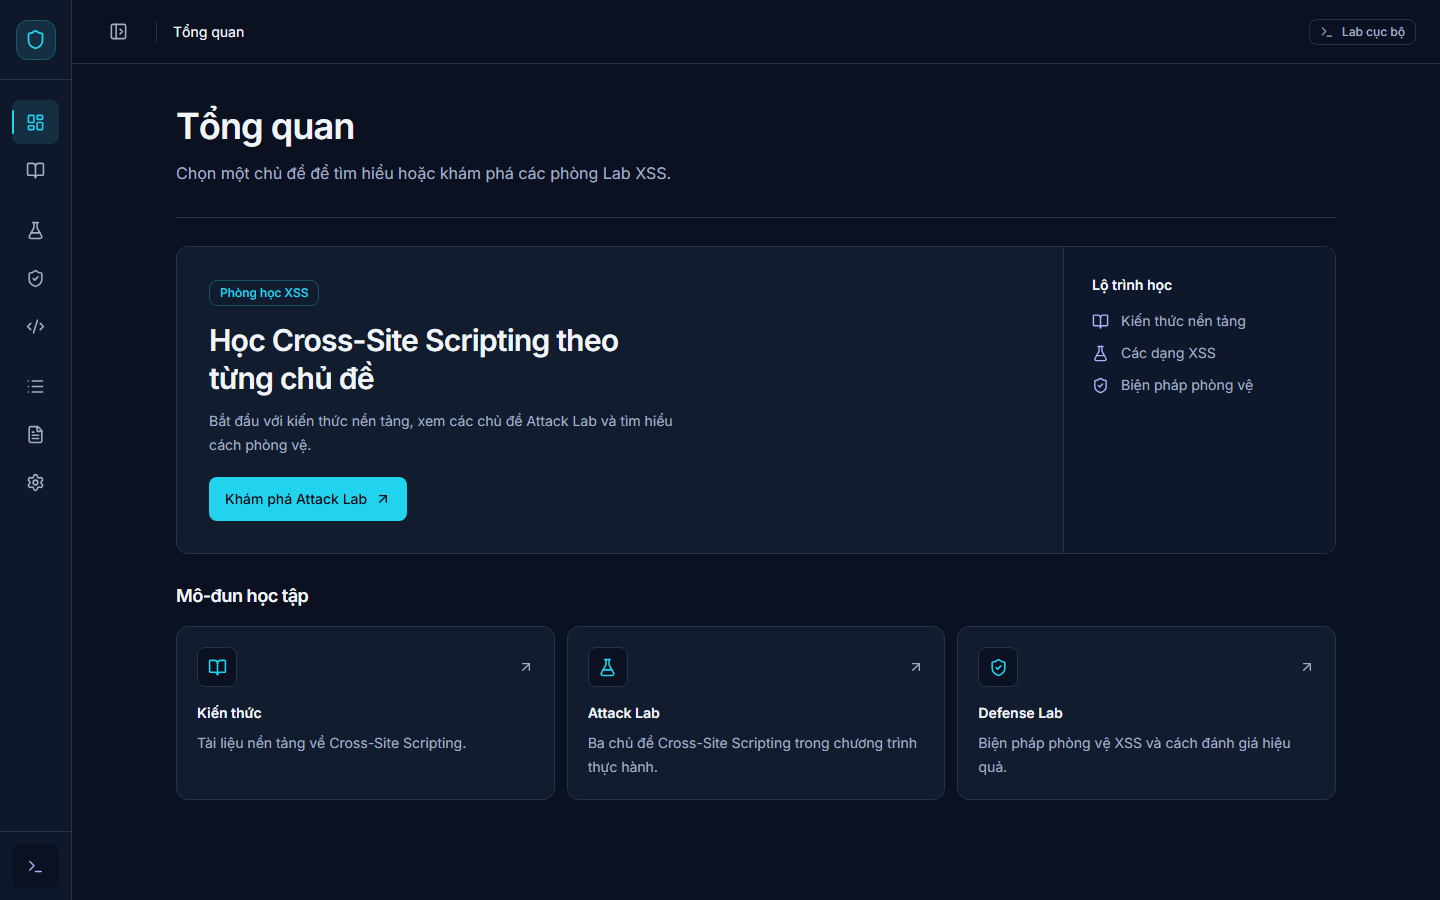 Tổng quan
Lab cục bộ
Tổng quan
Chọn một chủ đề để tìm hiểu hoặc khám phá các phòng Lab XSS.
Phòng học XSS
Học Cross-Site Scripting theo
từng chủ đề
Bắt đầu với kiến thức nền tảng, xem các chủ đề Attack Lab và tìm hiểu
cách phòng vệ.
Khám phá Attack Lab
Lộ trình học
Kiến thức nền tảng
Các dạng XSS
Biện pháp phòng vệ
Mô-đun học tập
Kiến thức
Tài liệu nền tảng về Cross-Site Scripting.
Attack Lab
Ba chủ đề Cross-Site Scripting trong chương trình
thực hành.
Defense Lab
Biện pháp phòng vệ XSS và cách đánh giá hiệu
quả.